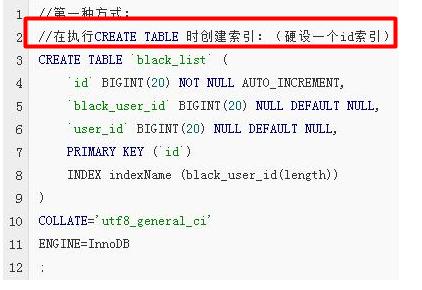 1 //第一种方式:
2 //在执行CREATE TABLE 时创建索引:（硬设一个id索引）
3 CREATE TABLE `black_list` (
4 `id` BIGINT(20) NOT NULL AUTO_INCREMENT,
5 `black_user_id` BIGINT(20) NULL DEFAULT NULL,
6 `user_id` BIGINT(20) NULL DEFAULT NULL,
7 PRIMARY KEY (`id`)
8 INDEX indexName (black_user_id(length))
9 )
10 COLLATE='utf8_general_ci'
11 ENGINE=InnoDB
12 ;